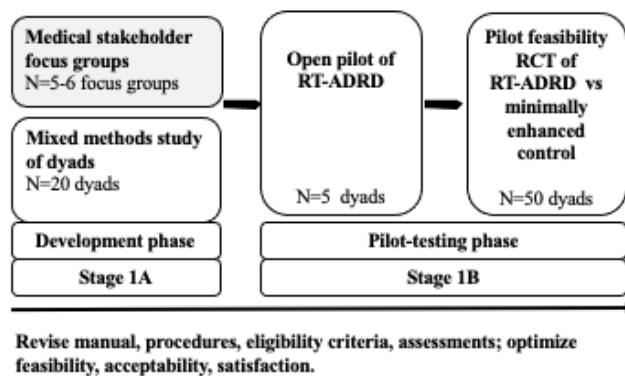 Medical stakeholder
focus groups
N=5-6 focus groups
Mixed methods study
of dyads
N=20 dyads
Open pilot of
RT-ADRD
N=5 dyads
Pilot feasibility
RCT of
RT-ADRD vs
minimally
enhanced
control
N=50 dyads
Development phase
Pilot-testing phase
Stage 1A
Stage 1B
Revise manual, procedures, eligibility criteria, assessments; optimize
feasibility, acceptability, satisfaction.